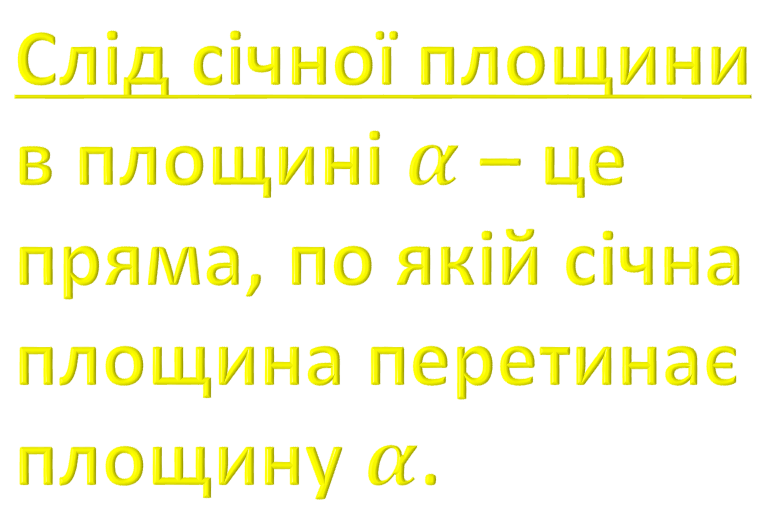 Слід січної площини
в площині α – це
пряма, по якій січна
площина перетинає
площину α.